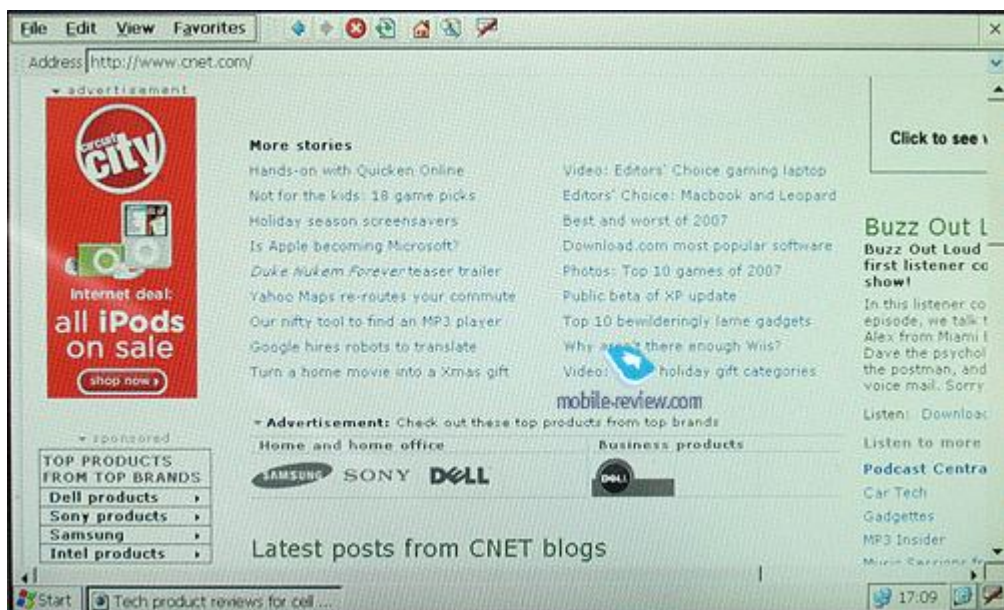 File Edit View Favorites
Address http://www.cnet.com/
advertisement
circuit city
Internet deal:
all iPods
on sale
shop now
sponsored
TOP PRODUCTS
FROM TOP BRANDS
Dell products
Sony products
Samsung
Intel products
More stories
Hands-on with Quicken Online
Not for the kids: 18 game picks
Holiday season screensavers
Is Apple becoming Microsoft?
Duke Nukem Forever teaser trailer
Yahoo Maps re-routes your commute
Our nifty tool to find an MP3 player
Google hires robots to translate
Turn a home movie into a Xmas gift
Video: Editors' Choice gaming laptop
Editors' Choice: Macbook and Leopard
Best and worst of 2007
Download.com most popular software
Photos: Top 10 games of 2007
Public beta of XP update
Top 10 bewilderingly lame gadgets
Why aren't there enough Wiis?
Video: holiday gift categories
mobile-review.com
Advertisement: Check out these top products from top brands
Home and home office
Business products
SAMSUNG SONY DELL
DELL
Latest posts from CNET blogs
Click to see
Buzz Out L
Buzz Out Loud
first listener co
show!
In this listener co
episode, we talk t
Alex from Miami
Dave the psychol
the postman, and
voice mail. Sorry
Listen: Downloac
Listen to more
Podcast Centra
Car Tech
Gadgettes
MP3 Insider
Start
Tech product reviews for cell ...
17:09